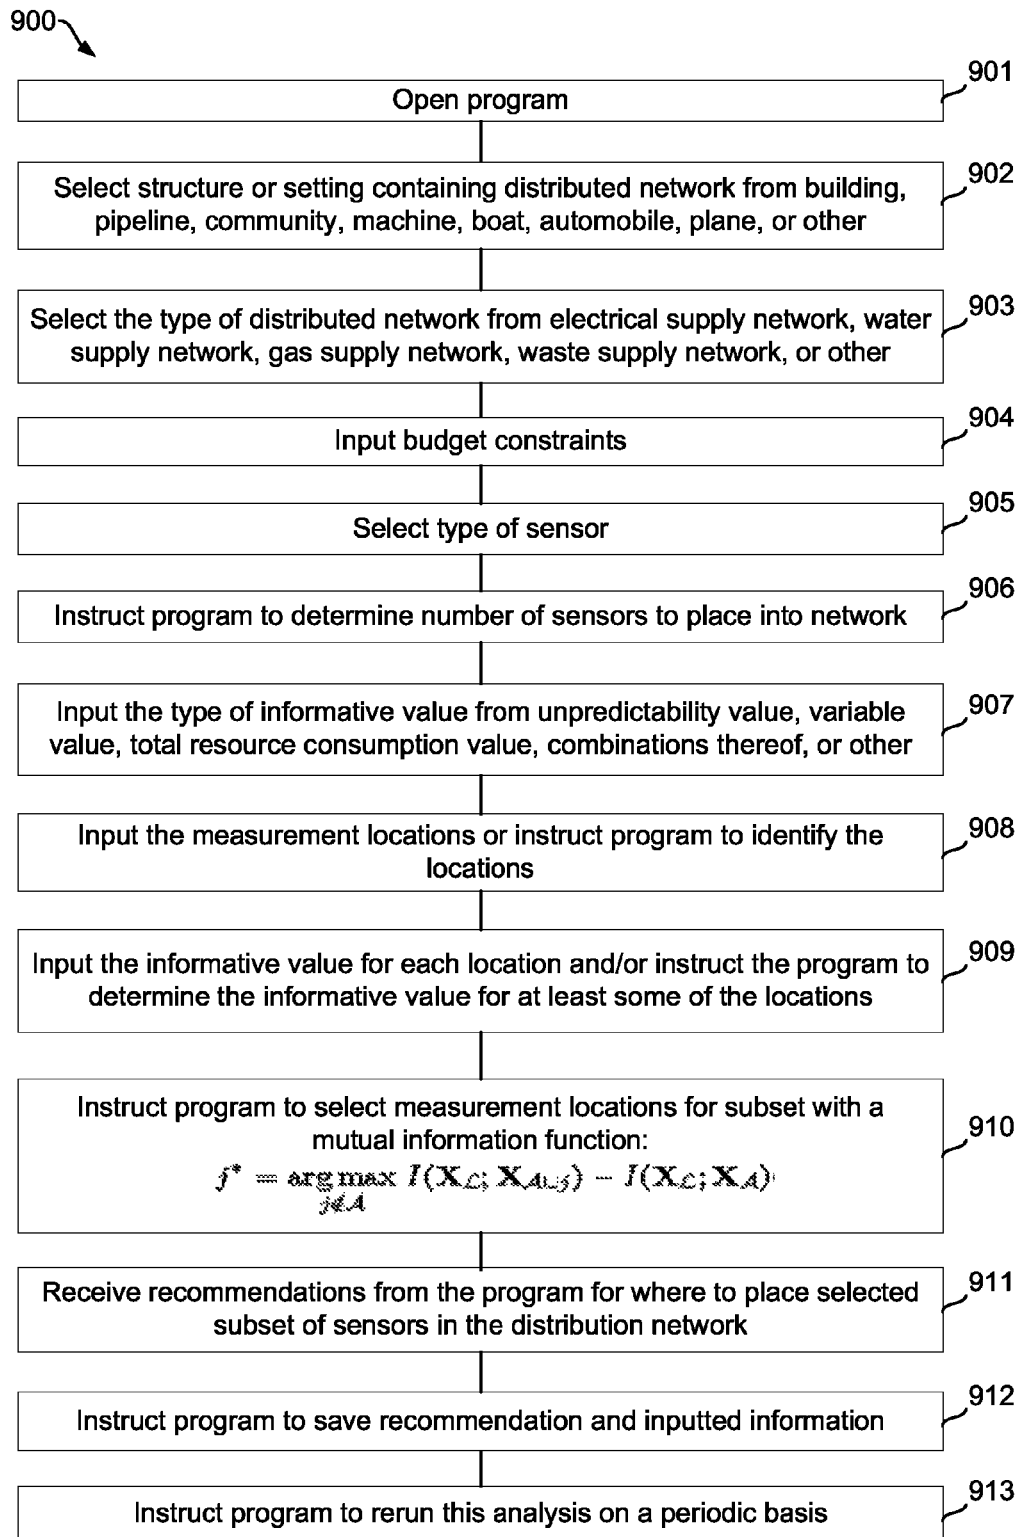 900
901
Open program
902
Select structure or setting containing distributed network from building,
pipeline, community, machine, boat, automobile, plane, or other
903
Select the type of distributed network from electrical supply network, water
supply network, gas supply network, waste supply network, or other
904
Input budget constraints
905
Select type of sensor
906
Instruct program to determine number of sensors to place into network
907
Input the type of informative value from unpredictability value, variable
value, total resource consumption value, combinations thereof, or other
908
Input the measurement locations or instruct program to identify the
locations
909
Input the informative value for each location and/or instruct the program to
determine the informative value for at least some of the locations
910
Instruct program to select measurement locations for subset with a
mutual information function:
j* = arg max I(X_ℒ; X_𝒜∪j) − I(X_ℒ; X_𝒜)
j∉𝒜
911
Receive recommendations from the program for where to place selected
subset of sensors in the distribution network
912
Instruct program to save recommendation and inputted information
913
Instruct program to rerun this analysis on a periodic basis